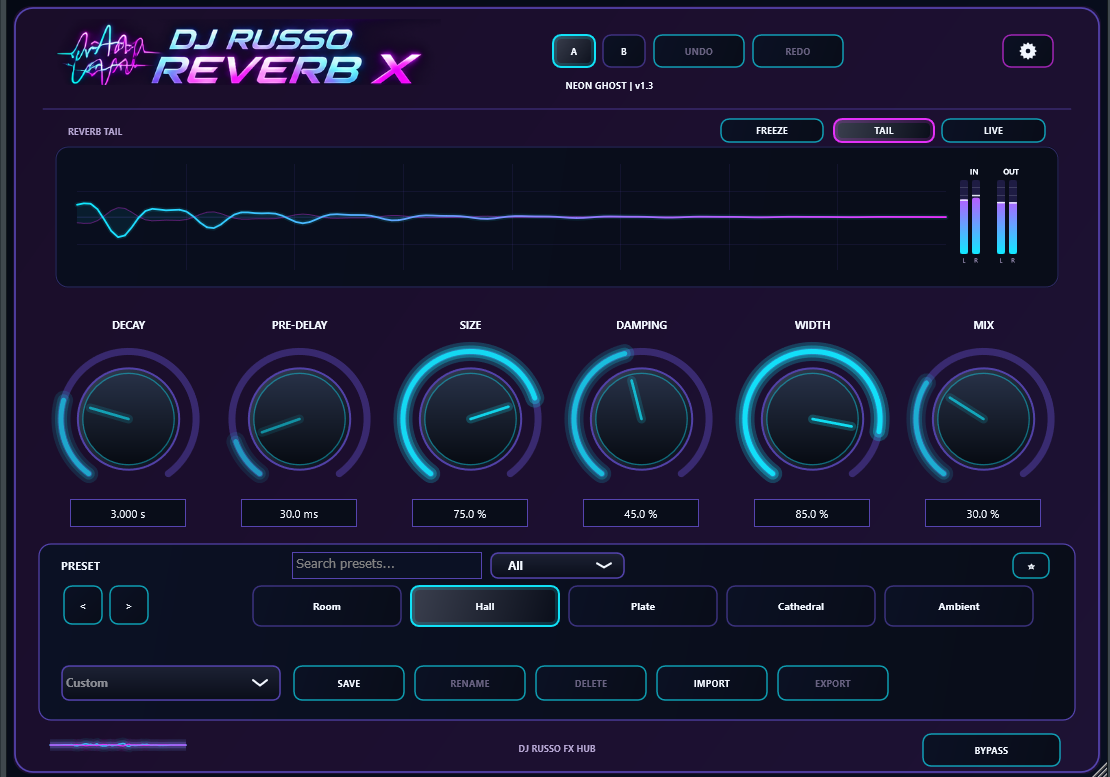 DJ RUSSO
REVERB X
A B UNDO REDO
NEON GHOST | v1.3
REVERB TAIL FREEZE TAIL LIVE
IN OUT
L R L R
DECAY PRE-DELAY SIZE DAMPING WIDTH MIX
3.000 s 30.0 ms 75.0 % 45.0 % 85.0 % 30.0 %
PRESET Search presets... All
< > Room Hall Plate Cathedral Ambient
Custom SAVE RENAME DELETE IMPORT EXPORT
DJ RUSSO FX HUB BYPASS